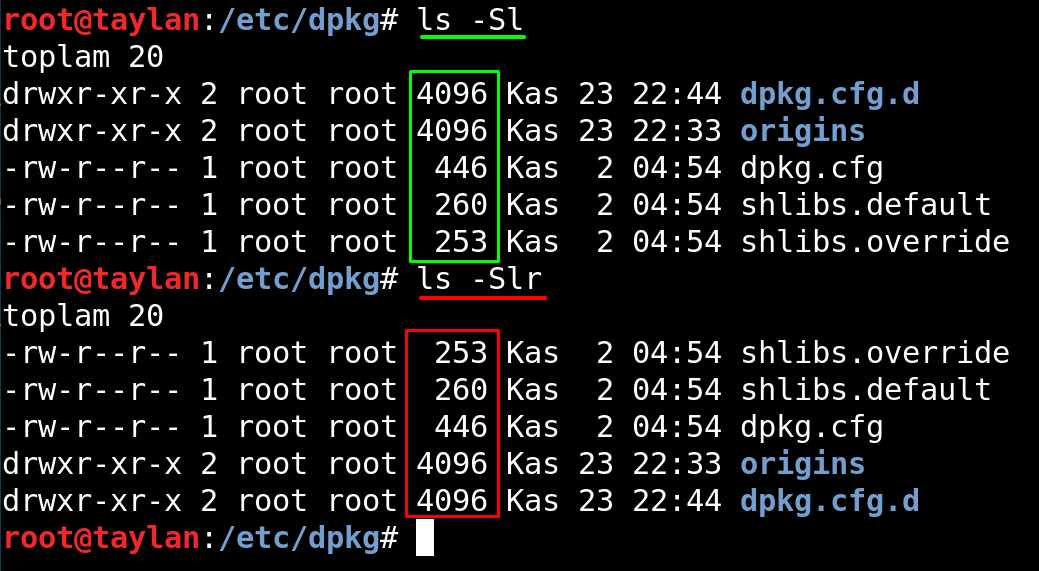 root@taylan:/etc/dpkg# ls -Sl
toplam 20
drwxr-xr-x 2 root root 4096 Kas 23 22:44 dpkg.cfg.d
drwxr-xr-x 2 root root 4096 Kas 23 22:33 origins
-rw-r--r-- 1 root root  446 Kas  2 04:54 dpkg.cfg
-rw-r--r-- 1 root root  260 Kas  2 04:54 shlibs.default
-rw-r--r-- 1 root root  253 Kas  2 04:54 shlibs.override
root@taylan:/etc/dpkg# ls -Slr
toplam 20
-rw-r--r-- 1 root root  253 Kas  2 04:54 shlibs.override
-rw-r--r-- 1 root root  260 Kas  2 04:54 shlibs.default
-rw-r--r-- 1 root root  446 Kas  2 04:54 dpkg.cfg
drwxr-xr-x 2 root root 4096 Kas 23 22:33 origins
drwxr-xr-x 2 root root 4096 Kas 23 22:44 dpkg.cfg.d
root@taylan:/etc/dpkg#